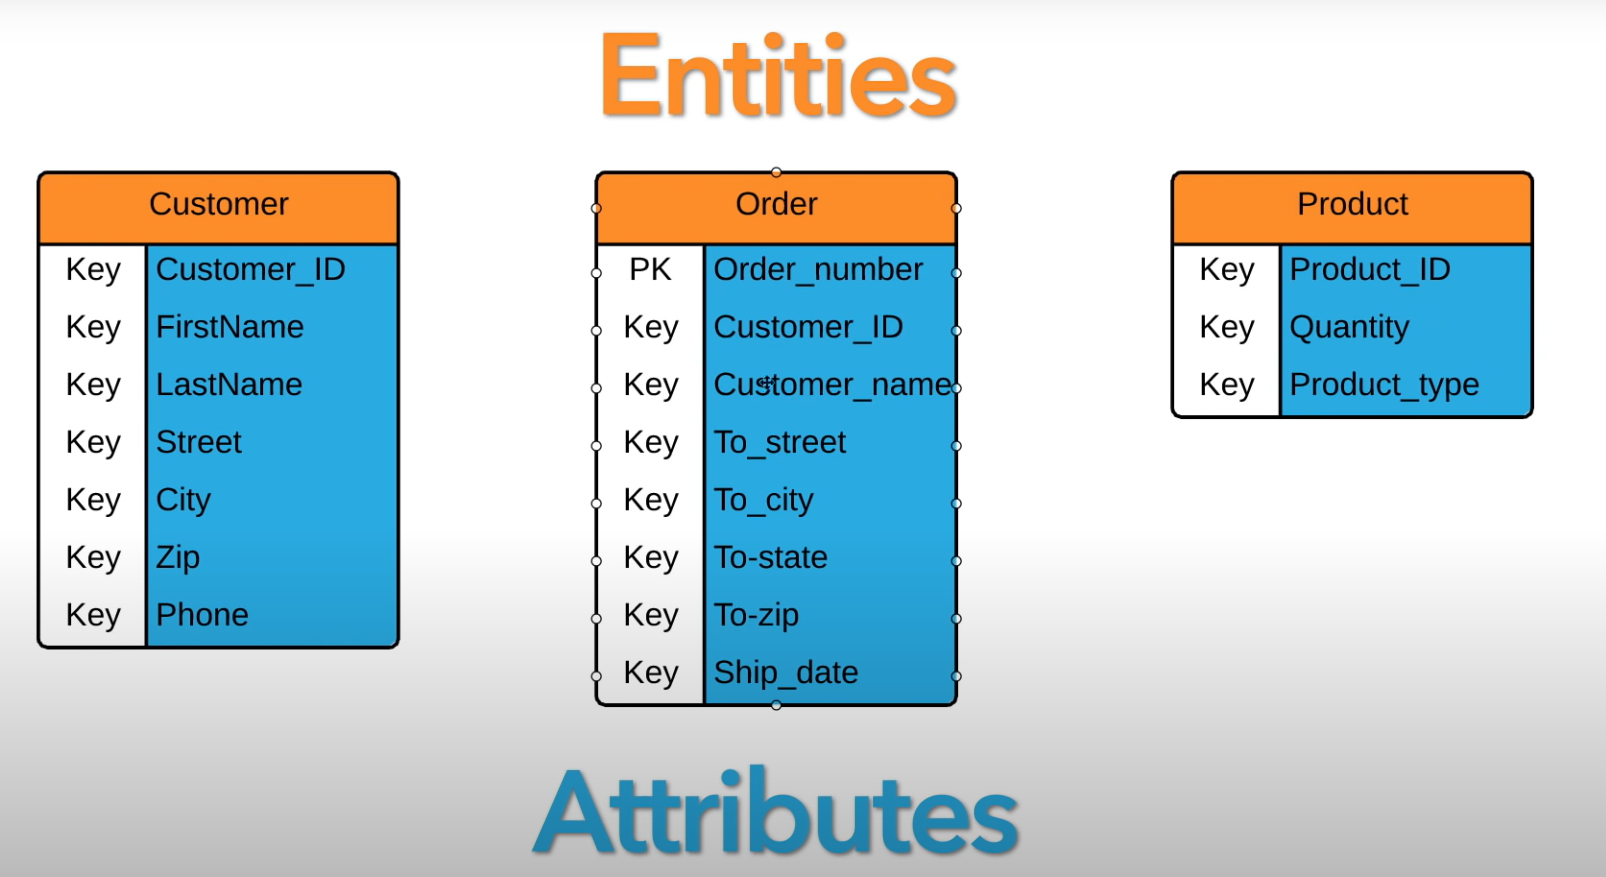 Entities
Customer
Key Customer_ID
Key FirstName
Key LastName
Key Street
Key City
Key Zip
Key Phone
Order
PK Order_number
Key Customer_ID
Key Customer_name
Key To_street
Key To_city
Key To-state
Key To-zip
Key Ship_date
Product
Key Product_ID
Key Quantity
Key Product_type
Attributes